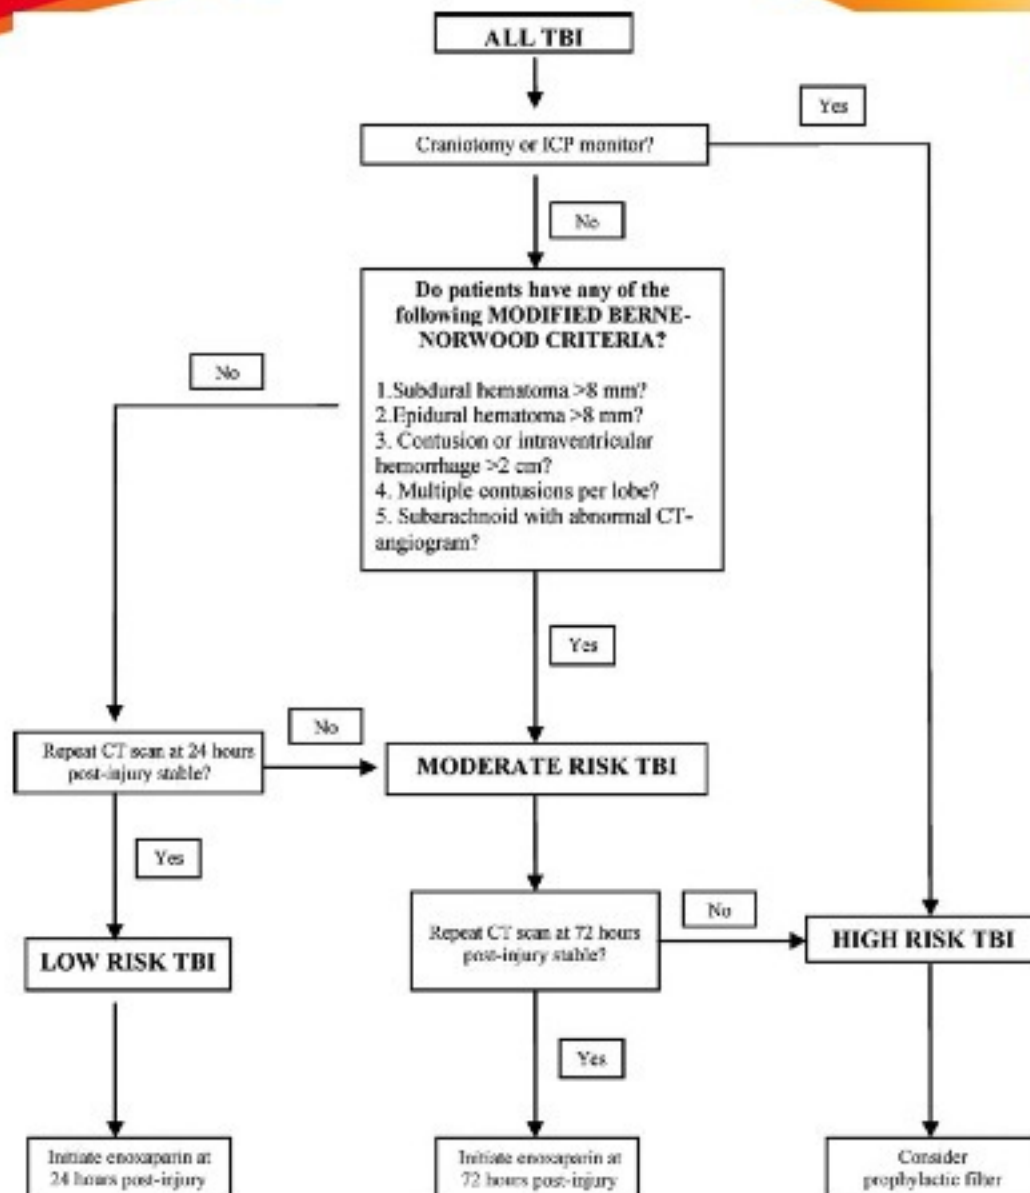 ALL TBI
Yes
Craniotomy or ICP monitor?
No
Do patients have any of the
following MODIFIED BERNE-
NORWOOD CRITERIA?
No
1.Subdural hematoma >8 mm?
2.Epidural hematoma >8 mm?
3. Contusion or intraventricular
hemorrhage >2 cm?
4. Multiple contusions per lobe?
5. Subarachnoid with abnormal CT-
angiogram?
Yes
No
Repeat CT scan at 24 hours
post-injury stable?
MODERATE RISK TBI
Yes
No
Repeat CT scan at 72 hours
post-injury stable?
HIGH RISK TBI
LOW RISK TBI
Yes
Initiate enoxaparin at
24 hours post-injury
Initiate enoxaparin at
72 hours post-injury
Consider
prophylactic filter